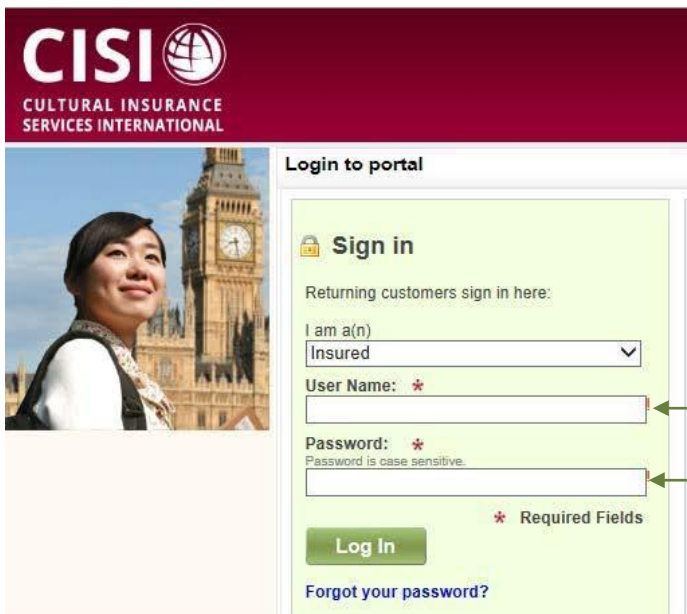 CISI
CULTURAL INSURANCE
SERVICES INTERNATIONAL
Login to portal
Sign in
Returning customers sign in here:
I am a(n)
Insured
User Name: *
!
Password: *
Password is case sensitive.
!
* Required Fields
Log In
Forgot your password?